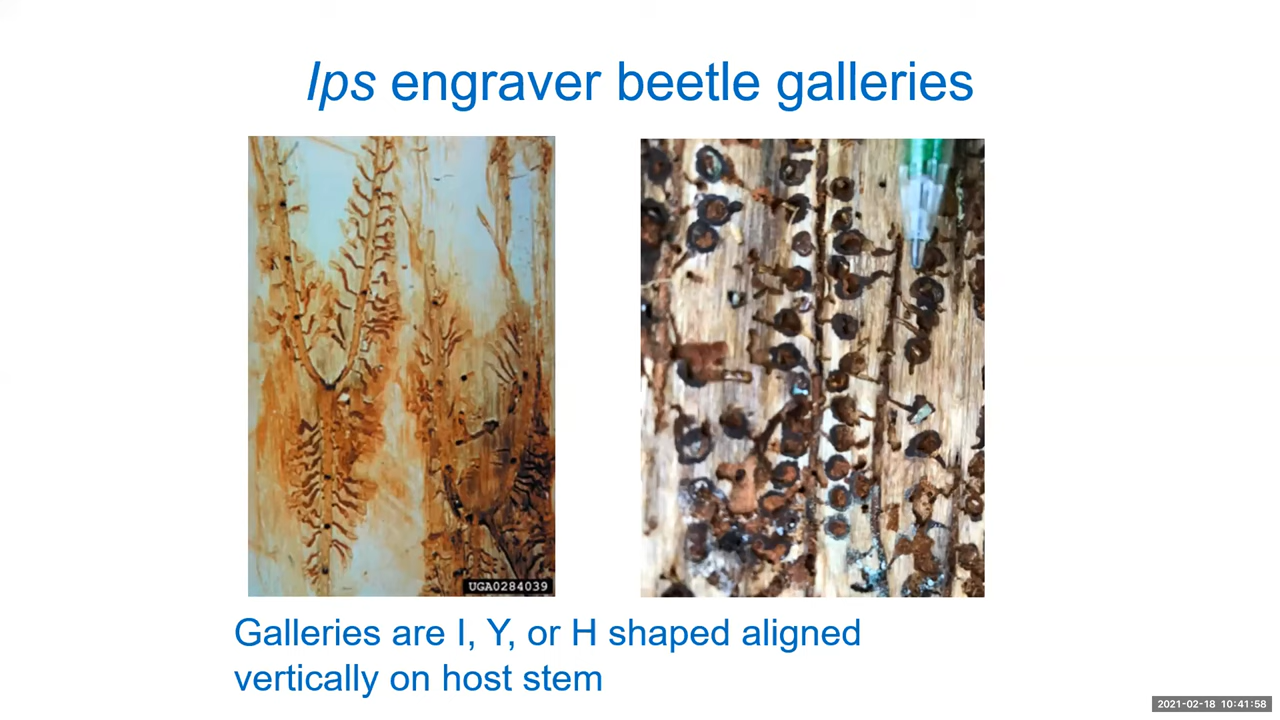 Ips engraver beetle galleries
UGA0284039
Galleries are I, Y, or H shaped aligned
vertically on host stem
2021-02-18 10:41:58